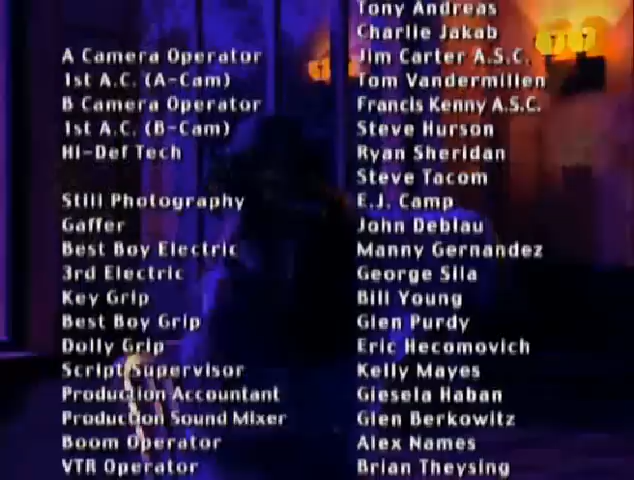 Tony Andreas
Charlie Jakab
A Camera Operator Jim Carter A.S.C.
1st A.C. (A-Cam) Tom Vandermillen
B Camera Operator Francis Kenny A.S.C.
1st A.C. (B-Cam) Steve Hurson
Hi-Def Tech Ryan Sheridan
Steve Tacom
Still Photography E.J. Camp
Gaffer John Deblau
Best Boy Electric Manny Gernandez
3rd Electric George Sila
Key Grip Bill Young
Best Boy Grip Glen Purdy
Dolly Grip Eric Hecomovich
Script Supervisor Kelly Mayes
Production Accountant Giesela Haban
Production Sound Mixer Glen Berkowitz
Boom Operator Alex Names
VTR Operator Brian Theysing